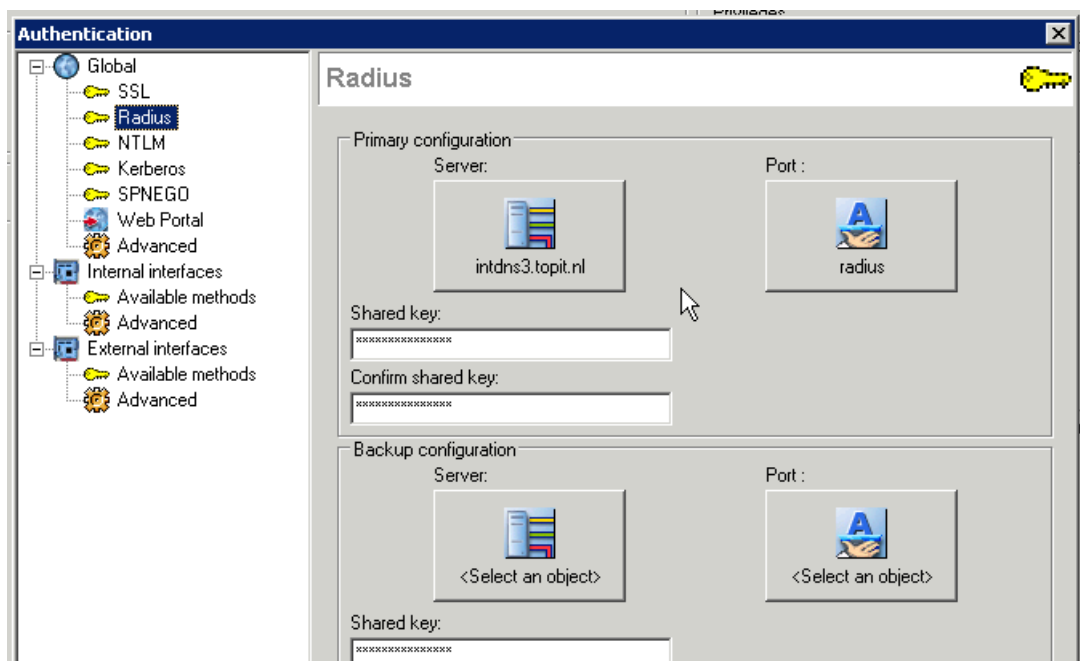 Privileges
Authentication
Global
SSL
Radius
NTLM
Kerberos
SPNEGO
Web Portal
Advanced
Internal interfaces
Available methods
Advanced
External interfaces
Available methods
Advanced
Radius
Primary configuration
Server:
Port :
intdns3.topit.nl
radius
Shared key:
×××××××××××××××
Confirm shared key:
×××××××××××××××
Backup configuration
Server:
Port :
<Select an object>
<Select an object>
Shared key:
×××××××××××××××